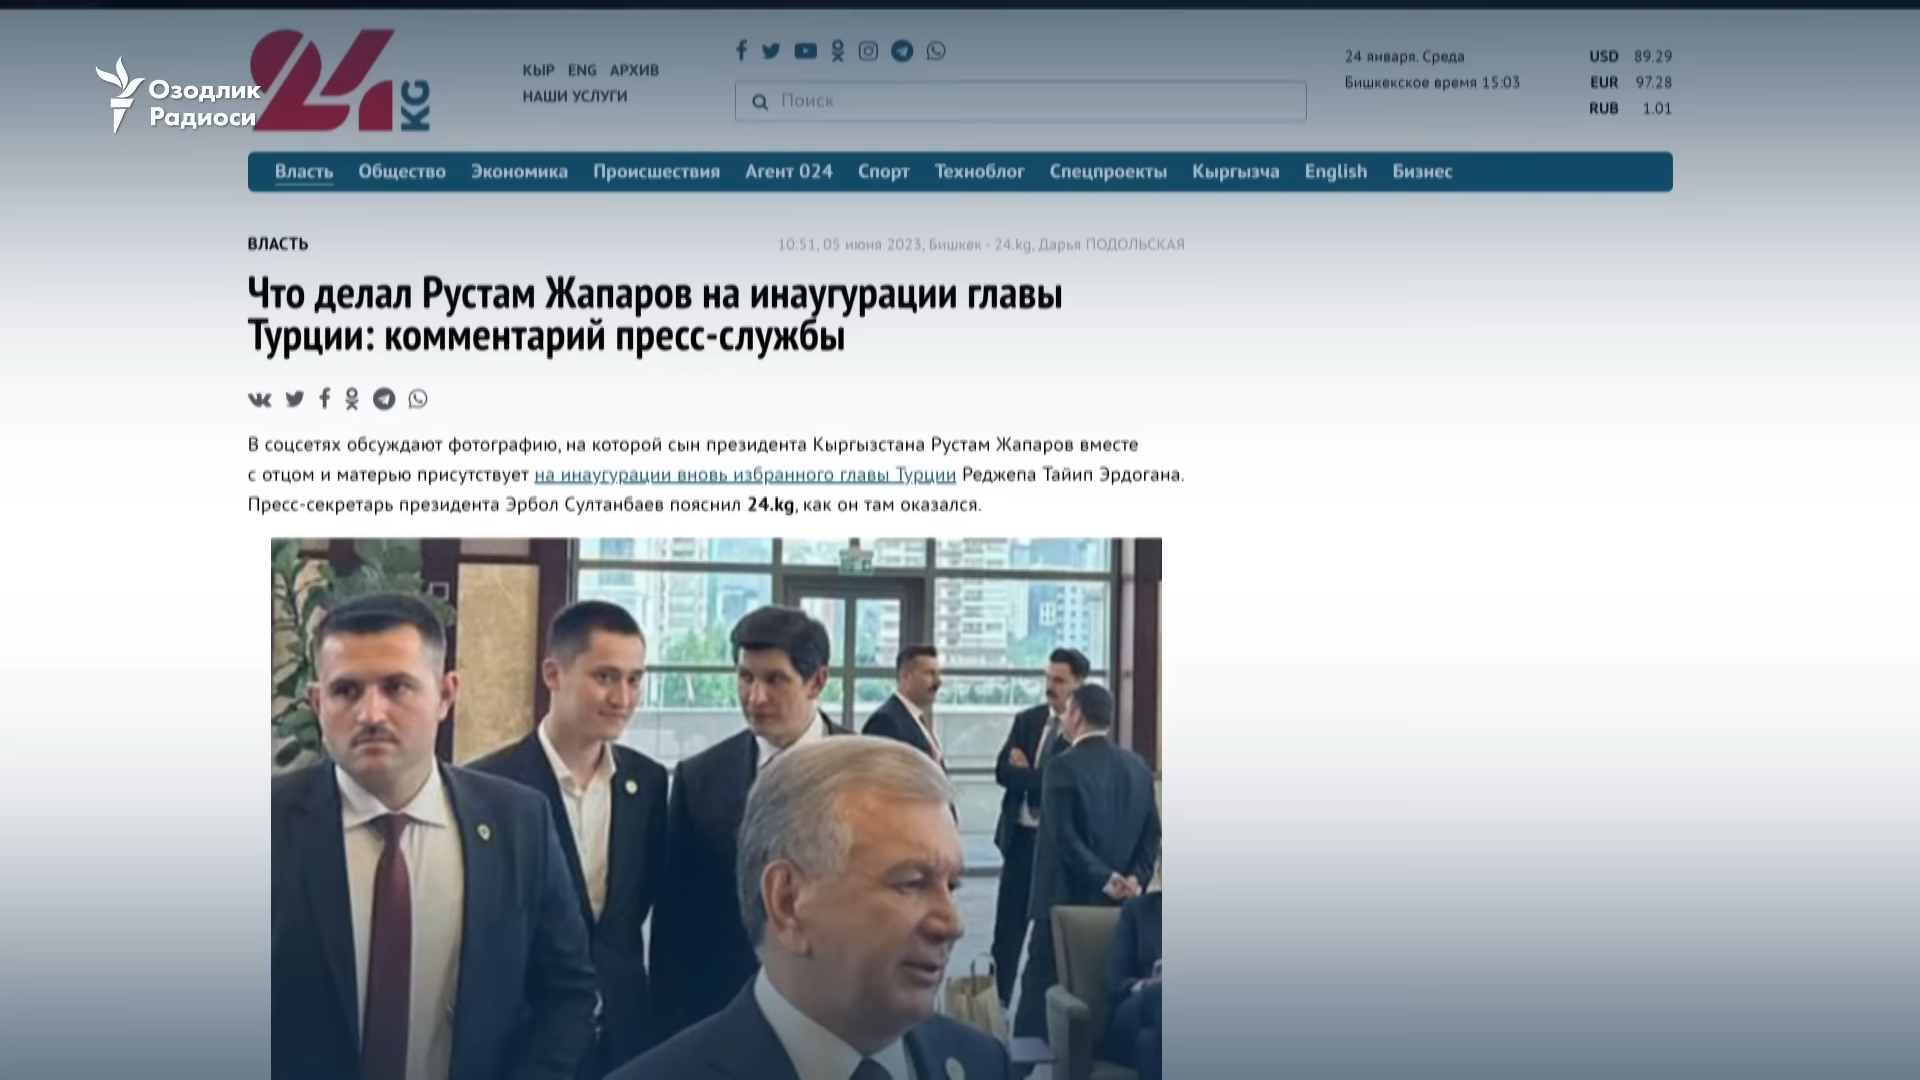 Озодлик
Радиоси
24
KG
КЫР ENG АРХИВ
НАШИ УСЛУГИ
Поиск
24 января. Среда
Бишкекское время 15:03
USD 89.29
EUR 97.28
RUB 1.01
Власть Общество Экономика Происшествия Агент 024 Спорт Техноблог Спецпроекты Кыргызча English Бизнес
ВЛАСТЬ
10:51, 05 июня 2023, Бишкек - 24.kg, Дарья ПОДОЛЬСКАЯ
Что делал Рустам Жапаров на инаугурации главы
Турции: комментарий пресс-службы
В соцсетях обсуждают фотографию, на которой сын президента Кыргызстана Рустам Жапаров вместе
с отцом и матерью присутствует на инаугурации вновь избранного главы Турции Реджепа Тайип Эрдогана.
Пресс-секретарь президента Эрбол Султанбаев пояснил 24.kg, как он там оказался.